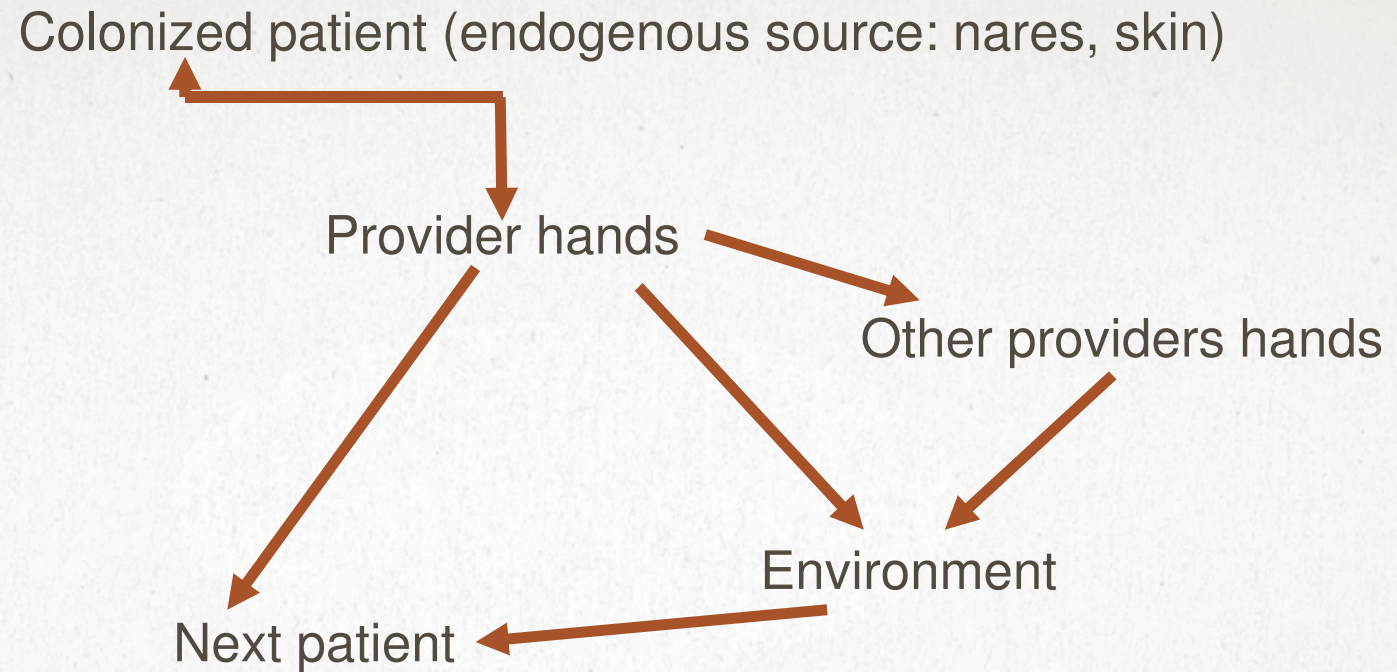 Colonized patient (endogenous source: nares, skin)
Provider hands
Other providers hands
Environment
Next patient